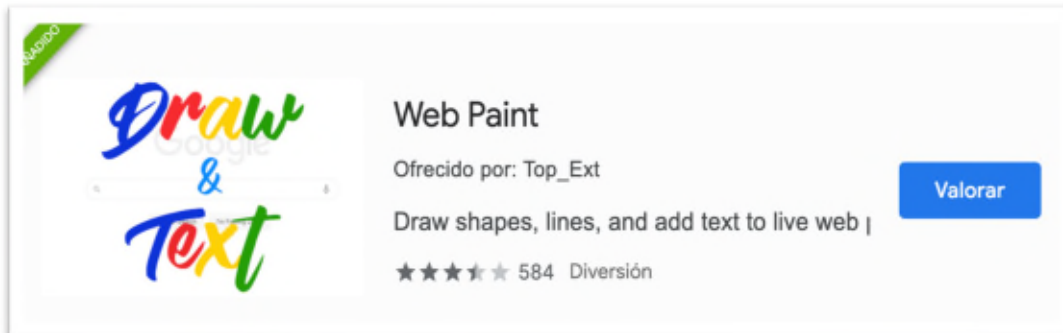 Draw
Google
&
Text
Web Paint
Ofrecido por: Top_Ext
Draw shapes, lines, and add text to live web
584 Diversión
Valorar